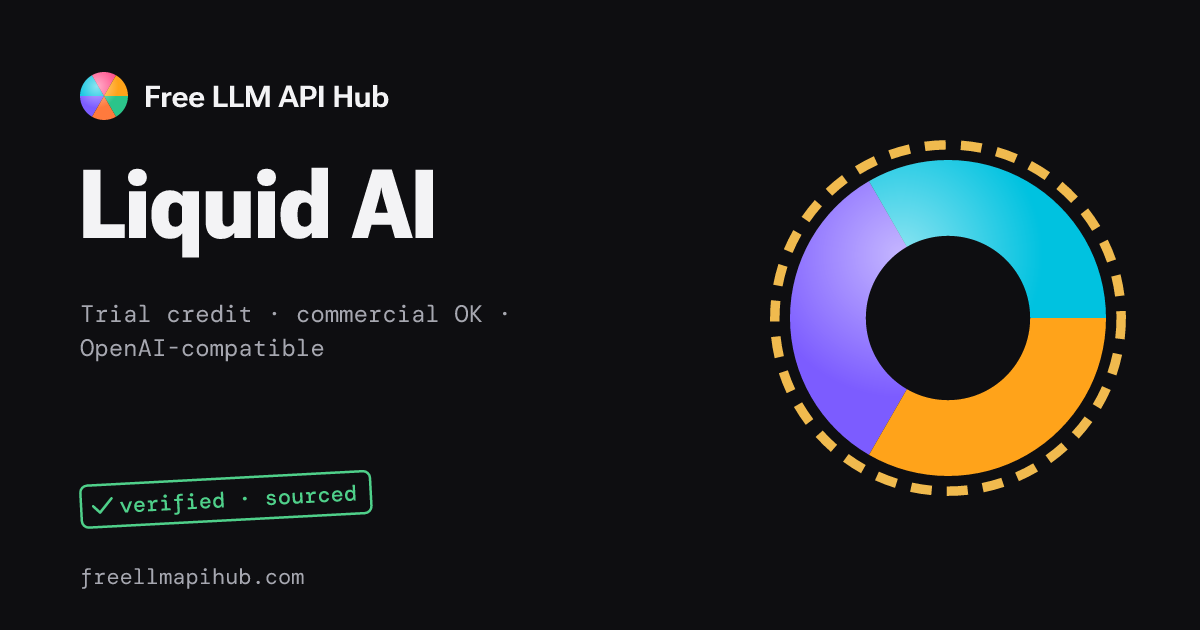 Free LLM API Hub
Liquid AI
Trial credit · commercial OK ·
OpenAI-compatible
verified · sourced
freellmapihub.com